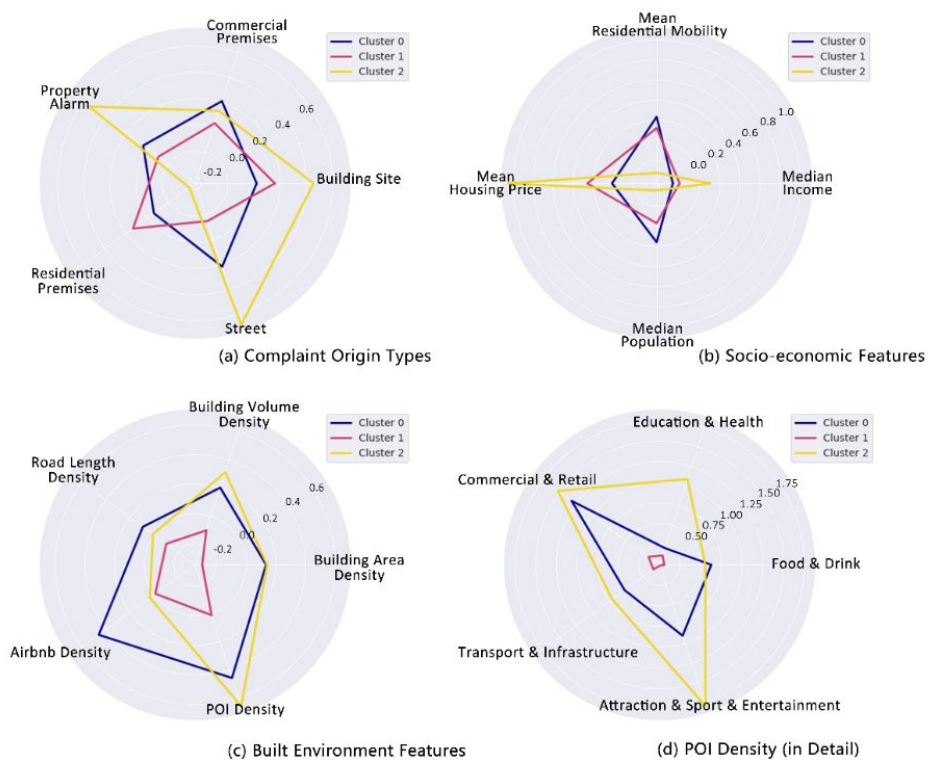 Commercial
Premises
Cluster 0
Cluster 1
Cluster 2
Property
Alarm
0.6
0.4
0.2
0.0
-0.2
Building Site
Residential
Premises
Street
(a) Complaint Origin Types
Mean
Residential Mobility
Cluster 0
Cluster 1
Cluster 2
1.0
0.8
0.6
0.4
0.2
0.0
Mean
Housing Price
Median
Income
Median
Population
(b) Socio-economic Features
Building Volume
Density
Cluster 0
Cluster 1
Cluster 2
Road Length
Density
0.6
0.4
0.2
0.0
-0.2
Building Area
Density
Airbnb Density
POI Density
(c) Built Environment Features
Education & Health
Cluster 0
Cluster 1
Cluster 2
Commercial & Retail
1.75
1.50
1.25
1.00
0.75
0.50
Food & Drink
Transport & Infrastructure
Attraction & Sport & Entertainment
(d) POI Density (in Detail)